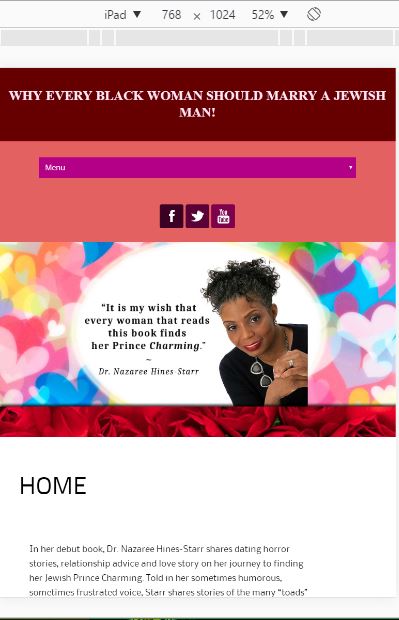 iPad ▼ 768 × 1024 52% ▼
WHY EVERY BLACK WOMAN SHOULD MARRY A JEWISH
MAN!
Menu
f
You
Tube
"It is my wish that
every woman that reads
this book finds
her Prince Charming."
~
Dr. Nazaree Hines-Starr
HOME
In her debut book, Dr. Nazaree Hines-Starr shares dating horror
stories, relationship advice and love story on her journey to finding
her Jewish Prince Charming. Told in her sometimes humorous,
sometimes frustrated voice, Starr shares stories of the many "toads"